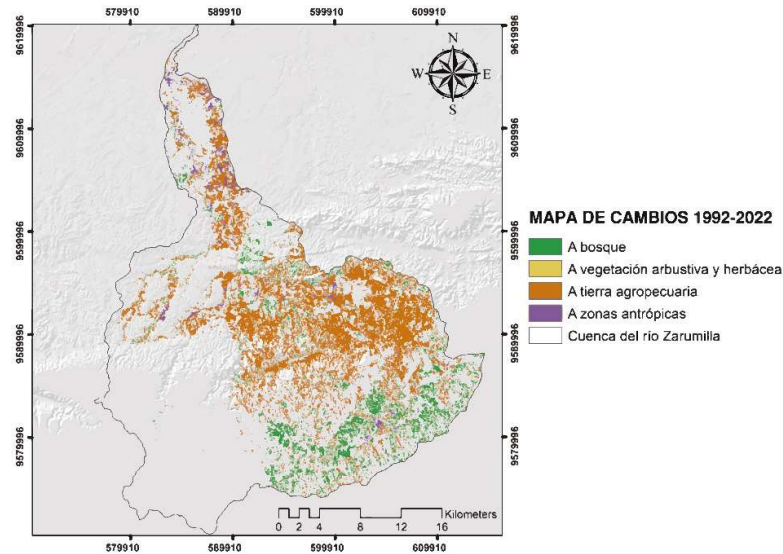 579910 589910 599910 609910
9619996
9609996
9599996
9589996
9579996
N
W E
S
9619996
9609996
9599996
9589996
9579996
MAPA DE CAMBIOS 1992-2022
A bosque
A vegetación arbustiva y herbácea
A tierra agropecuaria
A zonas antrópicas
Cuenca del río Zarumilla
Kilometers
0 2 4 8 12 16
579910 589910 599910 609910